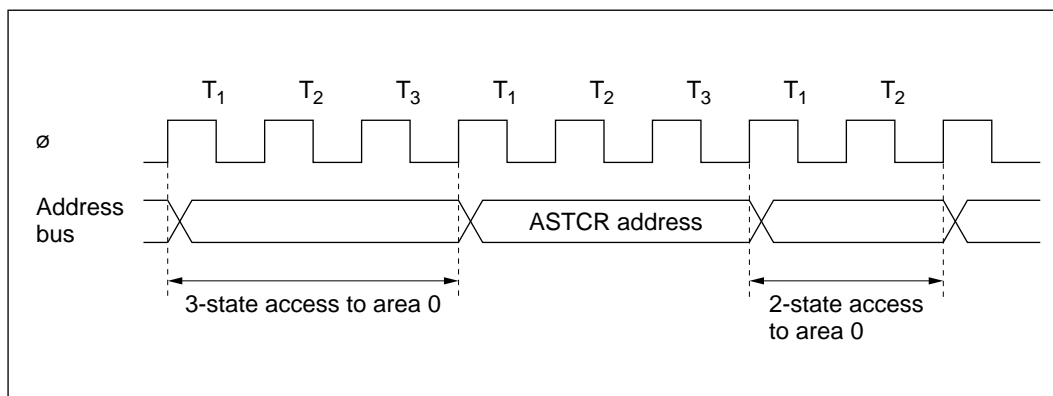 T1 T2 T3 T1 T2 T3 T1 T2
ø
Address
bus
ASTCR address
3-state access to area 0
2-state access
to area 0